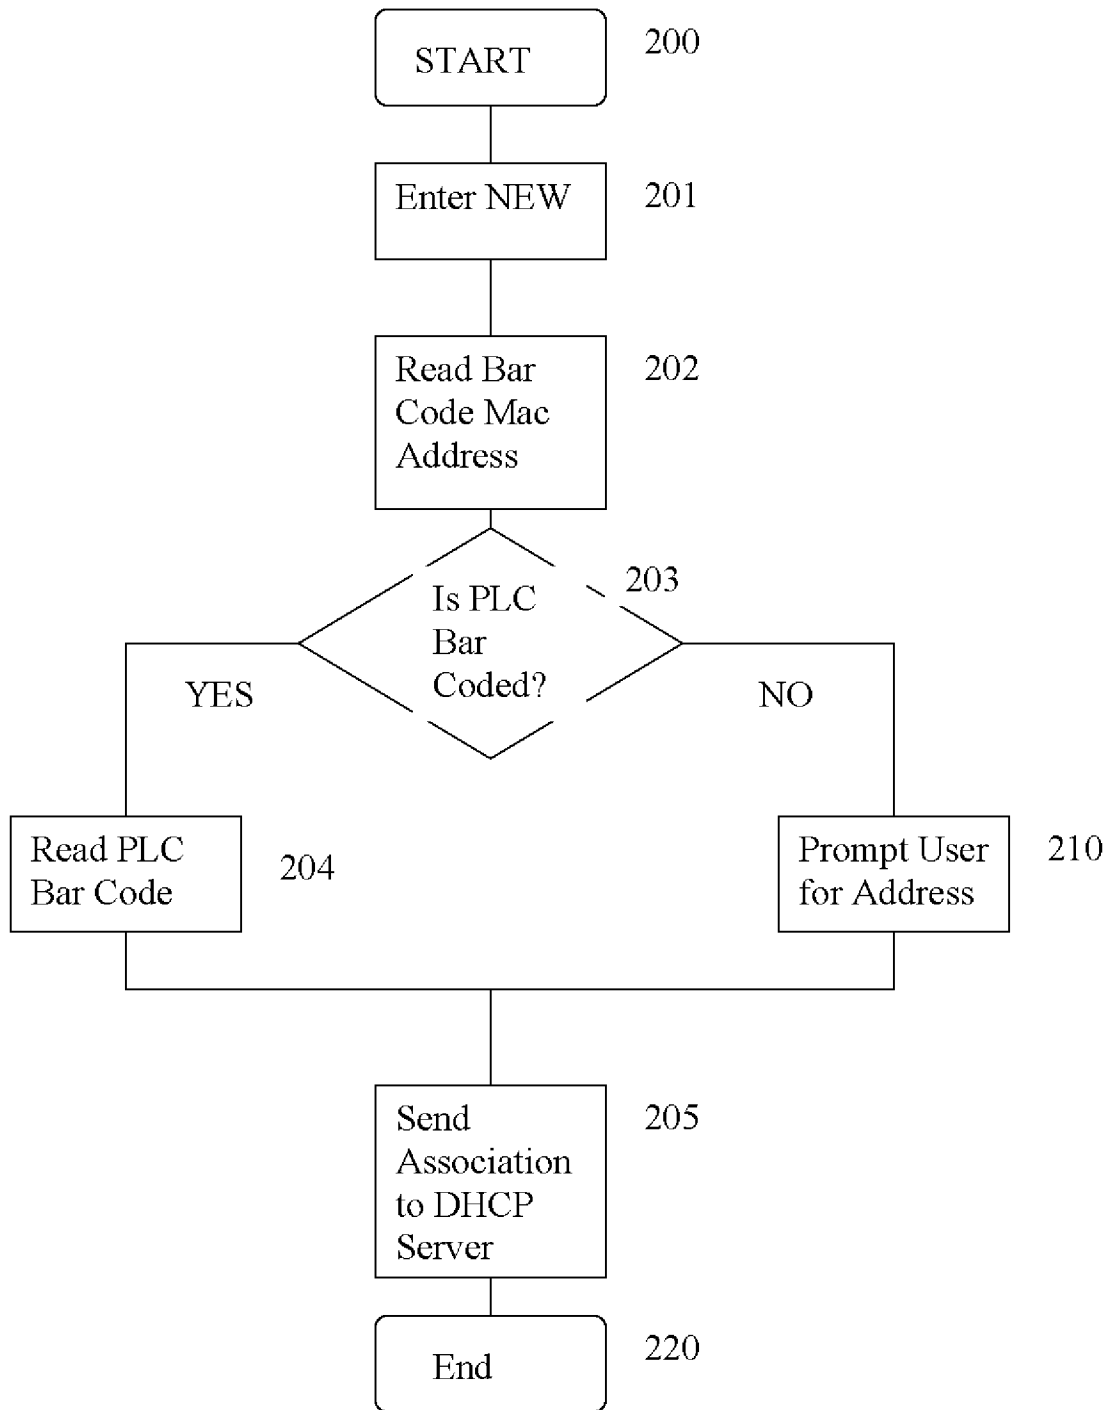 START
200
Enter NEW
201
Read Bar
Code Mac
Address
202
Is PLC
Bar
Coded?
203
YES
NO
Read PLC
Bar Code
204
Prompt User
for Address
210
Send
Association
to DHCP
Server
205
End
220